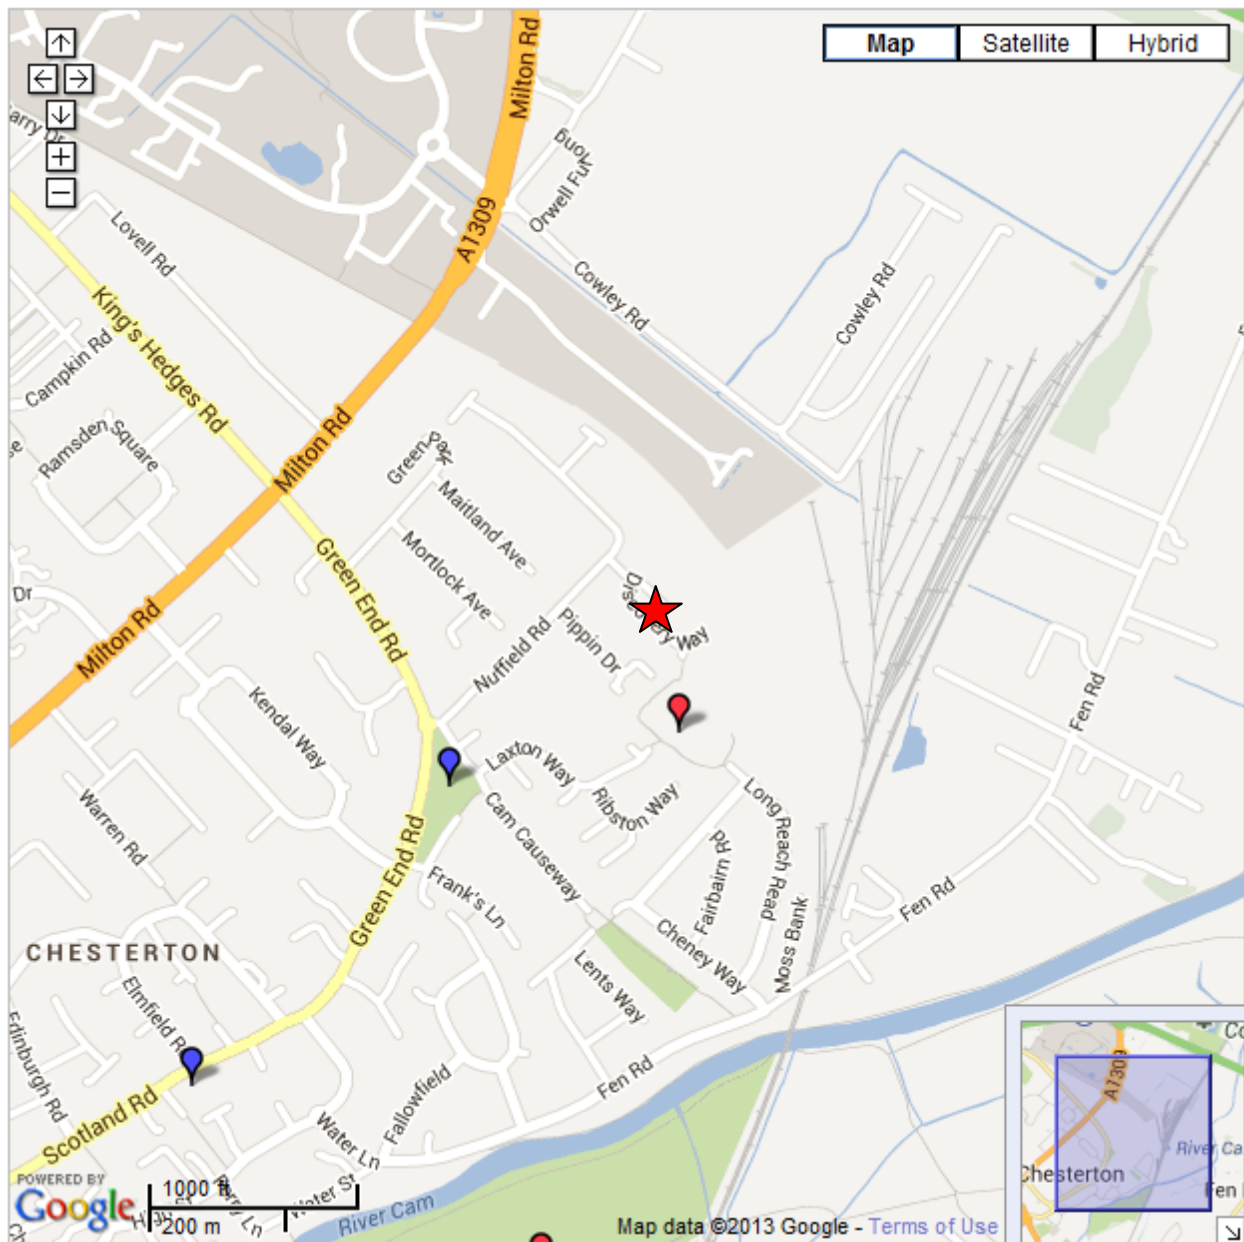 Map
Satellite
Hybrid
Milton Rd
Orwell Furlong
Lovell Rd
A1309
Cowley Rd
Cowley Rd
King's Hedges Rd
Campkin Rd
Ramsden Square
Milton Rd
Green Park
Maitland Ave
Mortlock Ave
Green End Rd
Dr
Milton Rd
Nuffield Rd
Pippin Dr
Way
Fen Rd
Kendal Way
Laxton Way
Ribston Way
Long Reach Road
Warren Rd
Cam Causeway
Fairbairn Rd
Green End Rd
Frank's Ln
Cheney Way
Moss Bank
Fen Rd
CHESTERTON
Lents Way
Elmfield Rd
Edinburgh Rd
Fen Rd
Scotland Rd
Fallowfield
Water Ln
Water St
River Cam
POWERED BY
Google
1000 ft
200 m
Map data ©2013 Google - Terms of Use
A1309
Chesterton
River Ca
Fen